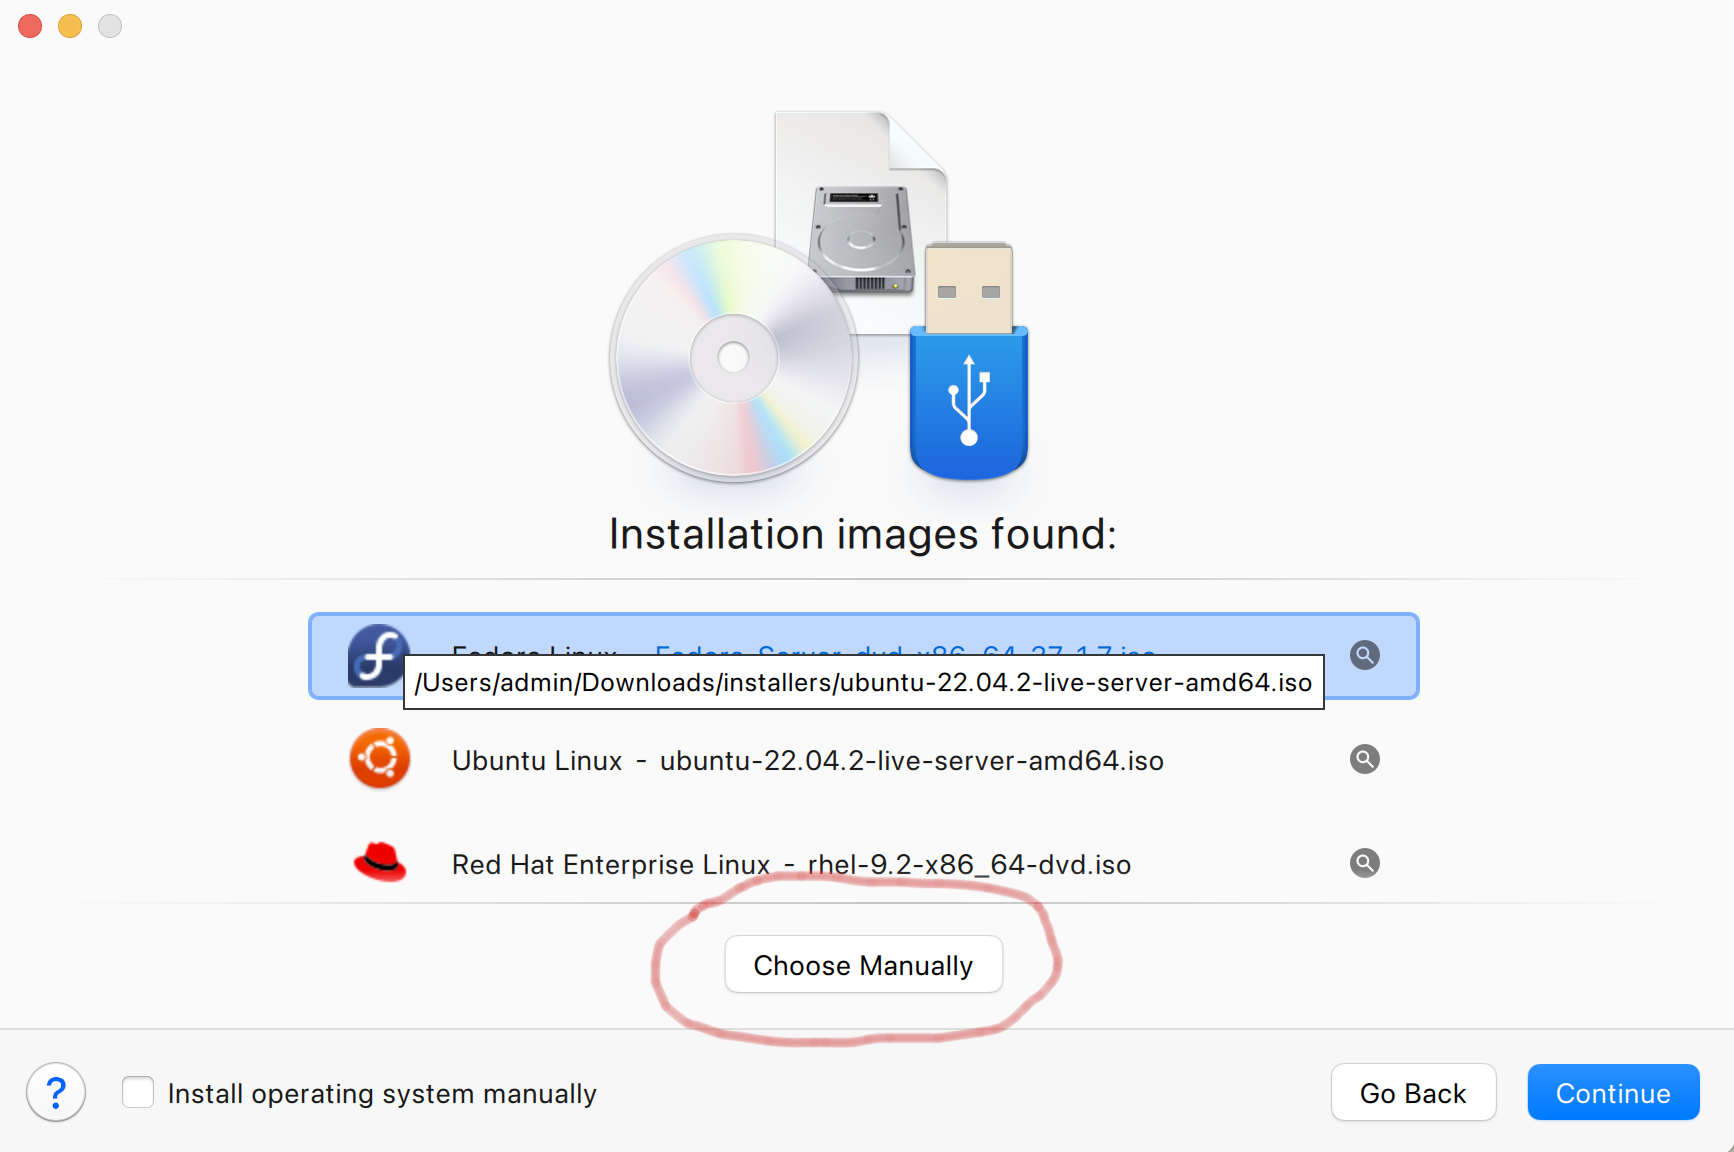 Installation images found:
Fedora Linux - Fedora-Server-dvd-x86_64-37-1.7.iso
/Users/admin/Downloads/installers/ubuntu-22.04.2-live-server-amd64.iso
Ubuntu Linux - ubuntu-22.04.2-live-server-amd64.iso
Red Hat Enterprise Linux - rhel-9.2-x86_64-dvd.iso
Choose Manually
?
Install operating system manually
Go Back
Continue